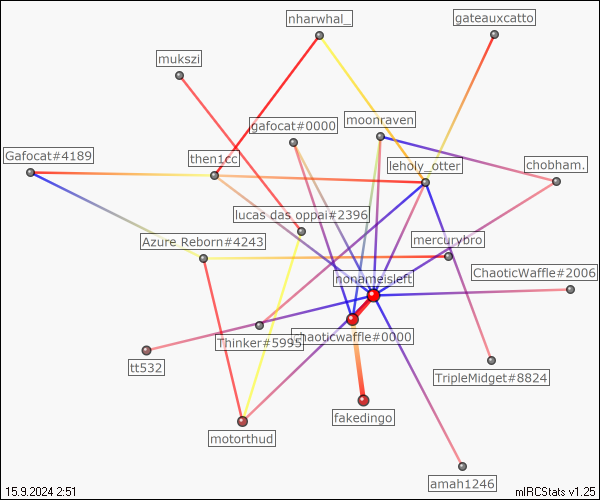 nharwhal_
gateauxcatto
mukszi
moonraven
gafocat#0000
Gafocat#4189
then1cc
leholy_otter
chobham.
lucas das oppai#2396
Azure Reborn#4243
mercurybro
nonameisleft
ChaoticWaffle#2006
Thinker#5995
chaoticwaffle#0000
tt532
TripleMidget#8824
fakedingo
motorthud
amah1246
15.9.2024 2:51
mIRCStats v1.25